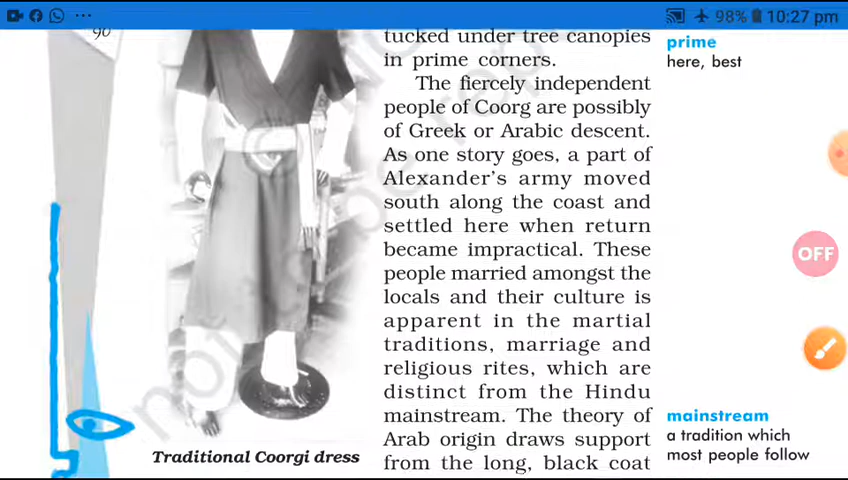 98% 10:27 pm
90
tucked under tree canopies
in prime corners.
The fiercely independent
people of Coorg are possibly
of Greek or Arabic descent.
As one story goes, a part of
Alexander's army moved
south along the coast and
settled here when return
became impractical. These
people married amongst the
locals and their culture is
apparent in the martial
traditions, marriage and
religious rites, which are
distinct from the Hindu
mainstream. The theory of
Arab origin draws support
from the long, black coat
prime
here, best
OFF
mainstream
a tradition which
most people follow
Traditional Coorgi dress
not to be